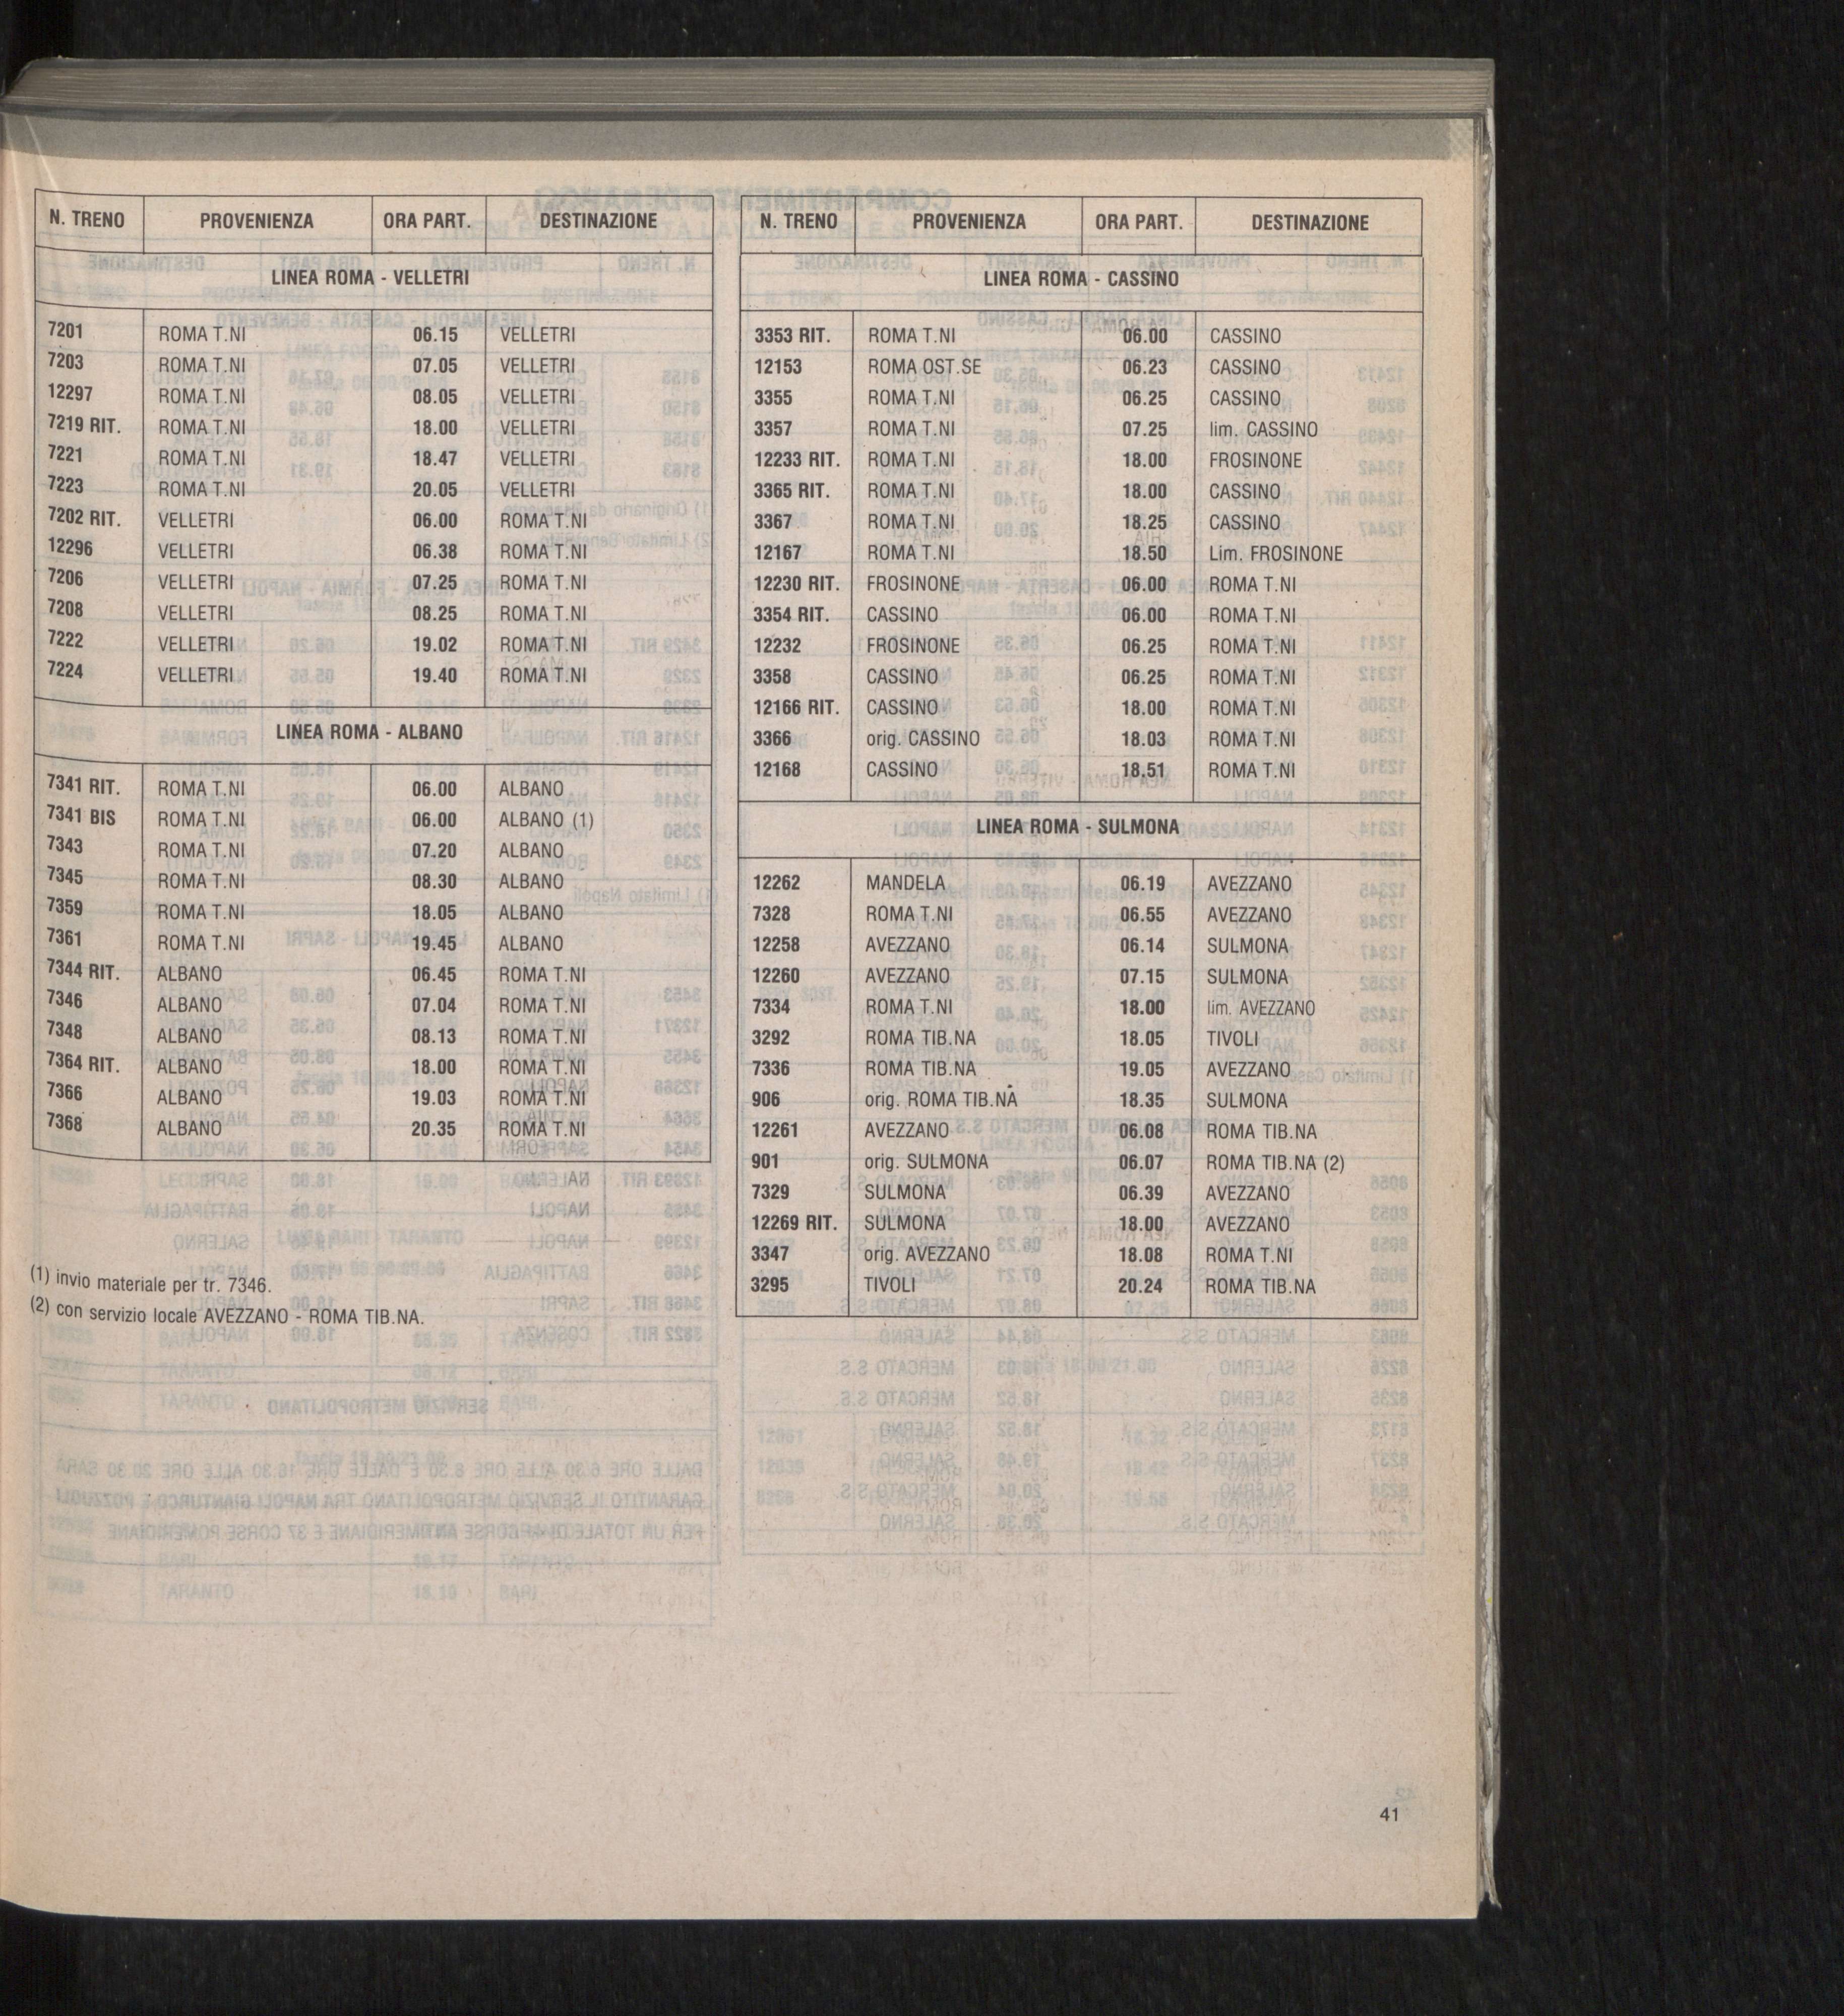 N. TRENO PROVENIENZA ORA PART. DESTINAZIONE
LINEA ROMA - VELLETRI
7201 ROMA T.NI 06.15 VELLETRI
7203 ROMA T.NI 07.05 VELLETRI
12297 ROMA T.NI 08.05 VELLETRI
7219 RIT. ROMA T.NI 18.00 VELLETRI
7221 ROMA T.NI 18.47 VELLETRI
7223 ROMA T.NI 20.05 VELLETRI
7202 RIT. VELLETRI 06.00 ROMA T.NI
12296 VELLETRI 06.38 ROMA T.NI
7206 VELLETRI 07.25 ROMA T.NI
7208 VELLETRI 08.25 ROMA T.NI
7222 VELLETRI 19.02 ROMA T.NI
7224 VELLETRI 19.40 ROMA T.NI
LINEA ROMA - ALBANO
7341 RIT. ROMA T.NI 06.00 ALBANO
7341 BIS ROMA T.NI 06.00 ALBANO (1)
7343 ROMA T.NI 07.20 ALBANO
7345 ROMA T.NI 08.30 ALBANO
7359 ROMA T.NI 18.05 ALBANO
7361 ROMA T.NI 19.45 ALBANO
7344 RIT. ALBANO 06.45 ROMA T.NI
7346 ALBANO 07.04 ROMA T.NI
7348 ALBANO 08.13 ROMA T.NI
7364 RIT. ALBANO 18.00 ROMA T.NI
7366 ALBANO 19.03 ROMA T.NI
7368 ALBANO 20.35 ROMA T.NI
(1) invio materiale per tr. 7346.
(2) con servizio locale AVEZZANO - ROMA TIB.NA.
N. TRENO PROVENIENZA ORA PART. DESTINAZIONE
LINEA ROMA - CASSINO
3353 RIT. ROMA T.NI 06.00 CASSINO
12153 ROMA OST.SE 06.23 CASSINO
3355 ROMA T.NI 06.25 CASSINO
3357 ROMA T.NI 07.25 lim. CASSINO
12233 RIT. ROMA T.NI 18.00 FROSINONE
3365 RIT. ROMA T.NI 18.00 CASSINO
3367 ROMA T.NI 18.25 CASSINO
12167 ROMA T.NI 18.50 Lim. FROSINONE
12230 RIT. FROSINONE 06.00 ROMA T.NI
3354 RIT. CASSINO 06.00 ROMA T.NI
12232 FROSINONE 06.25 ROMA T.NI
3358 CASSINO 06.25 ROMA T.NI
12166 RIT. CASSINO 18.00 ROMA T.NI
3366 orig. CASSINO 18.03 ROMA T.NI
12168 CASSINO 18.51 ROMA T.NI
LINEA ROMA - SULMONA
12262 MANDELA 06.19 AVEZZANO
7328 ROMA T.NI 06.55 AVEZZANO
12258 AVEZZANO 06.14 SULMONA
12260 AVEZZANO 07.15 SULMONA
7334 ROMA T.NI 18.00 lim. AVEZZANO
3292 ROMA TIB.NA 18.05 TIVOLI
7336 ROMA TIB.NA 19.05 AVEZZANO
906 orig. ROMA TIB.NA 18.35 SULMONA
12261 AVEZZANO 06.08 ROMA TIB.NA
901 orig. SULMONA 06.07 ROMA TIB.NA (2)
7329 SULMONA 06.39 AVEZZANO
12269 RIT. SULMONA 18.00 AVEZZANO
3347 orig. AVEZZANO 18.08 ROMA T.NI
3295 TIVOLI 20.24 ROMA TIB.NA
41